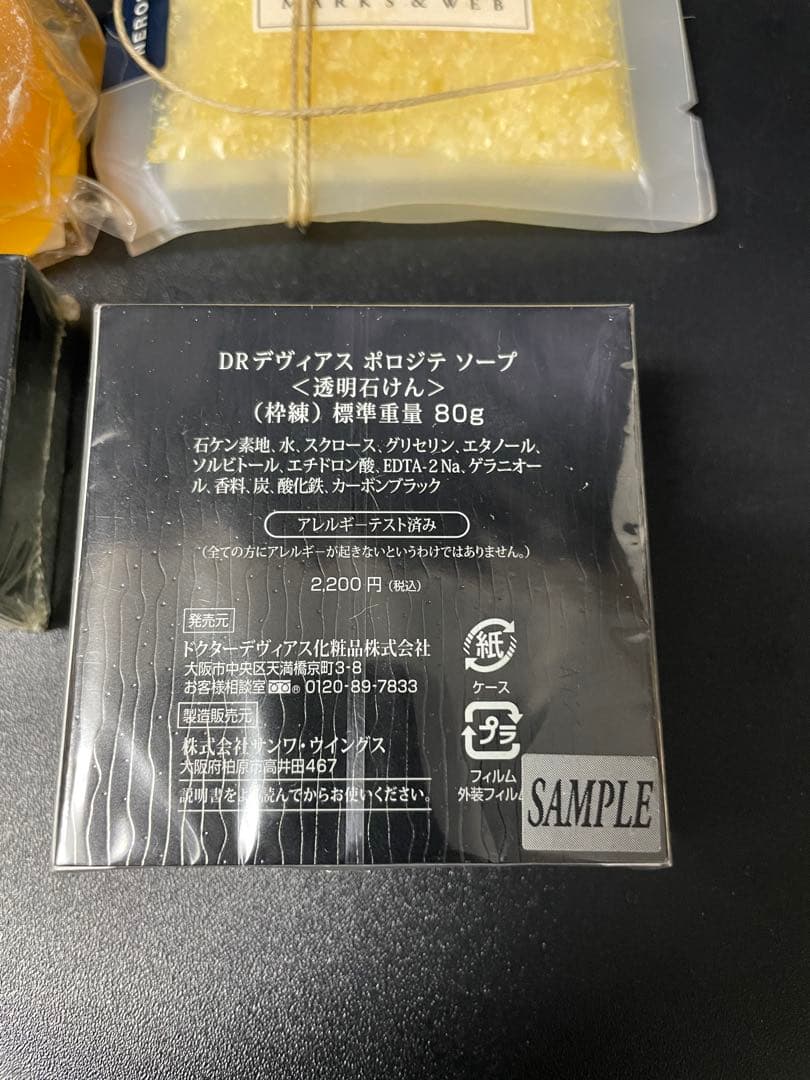 MARKS & WEB
NERO
DRデヴィアス ポロジテ ソープ
＜透明石けん＞
（枠練）標準重量 80g
石ケン素地、水、スクロース、グリセリン、エタノール、
ソルビトール、エチドロン酸、EDTA-2Na、ゲラニオー
ル、香料、炭、酸化鉄、カーボンブラック
アレルギーテスト済み
（全ての方にアレルギーが起きないというわけではありません。）
2,200円（税込）
発売元
ドクターデヴィアス化粧品株式会社
大阪市中央区天満橋京町3-8
お客様相談室 ® 0120-89-7833
製造販売元
株式会社サンワ・ウイングス
大阪府柏原市高井田467
説明書をよく読んでからお使いください。
紙
ケース
プラ
フィルム
外装フィルム
SAMPLE